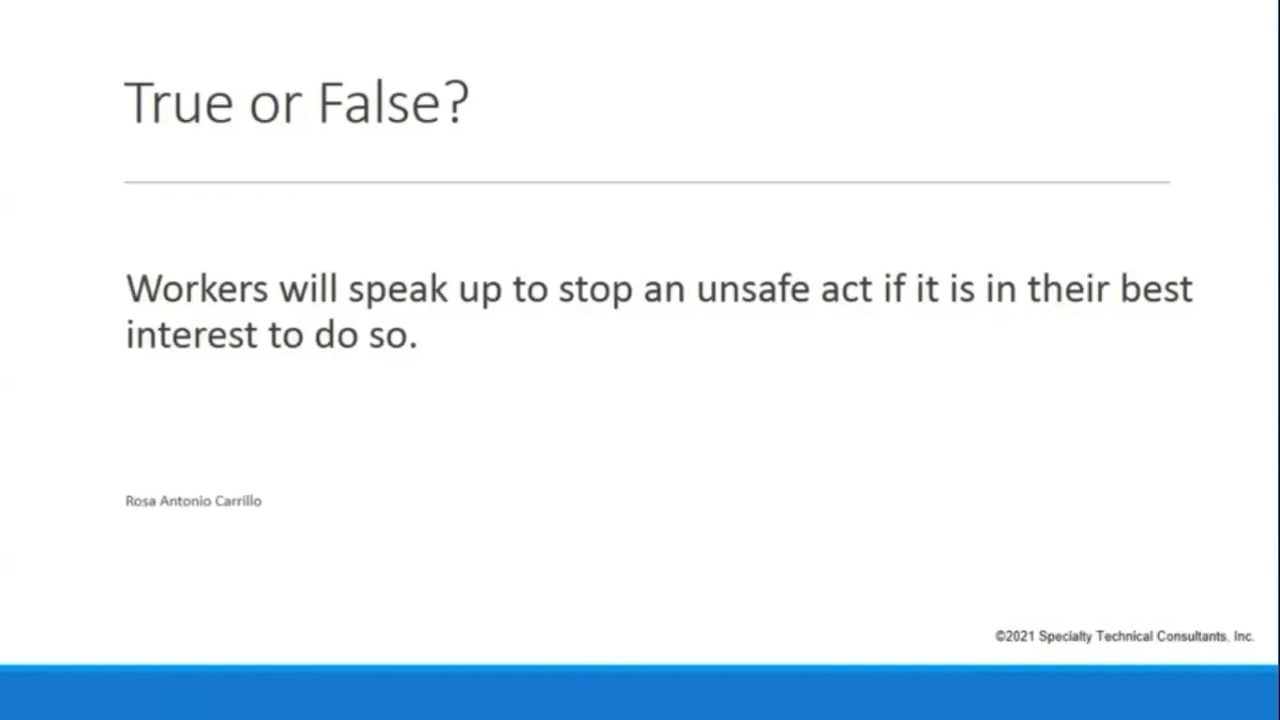 True or False?
Workers will speak up to stop an unsafe act if it is in their best
interest to do so.
Rosa Antonio Carrillo
©2021 Specialty Technical Consultants, Inc.